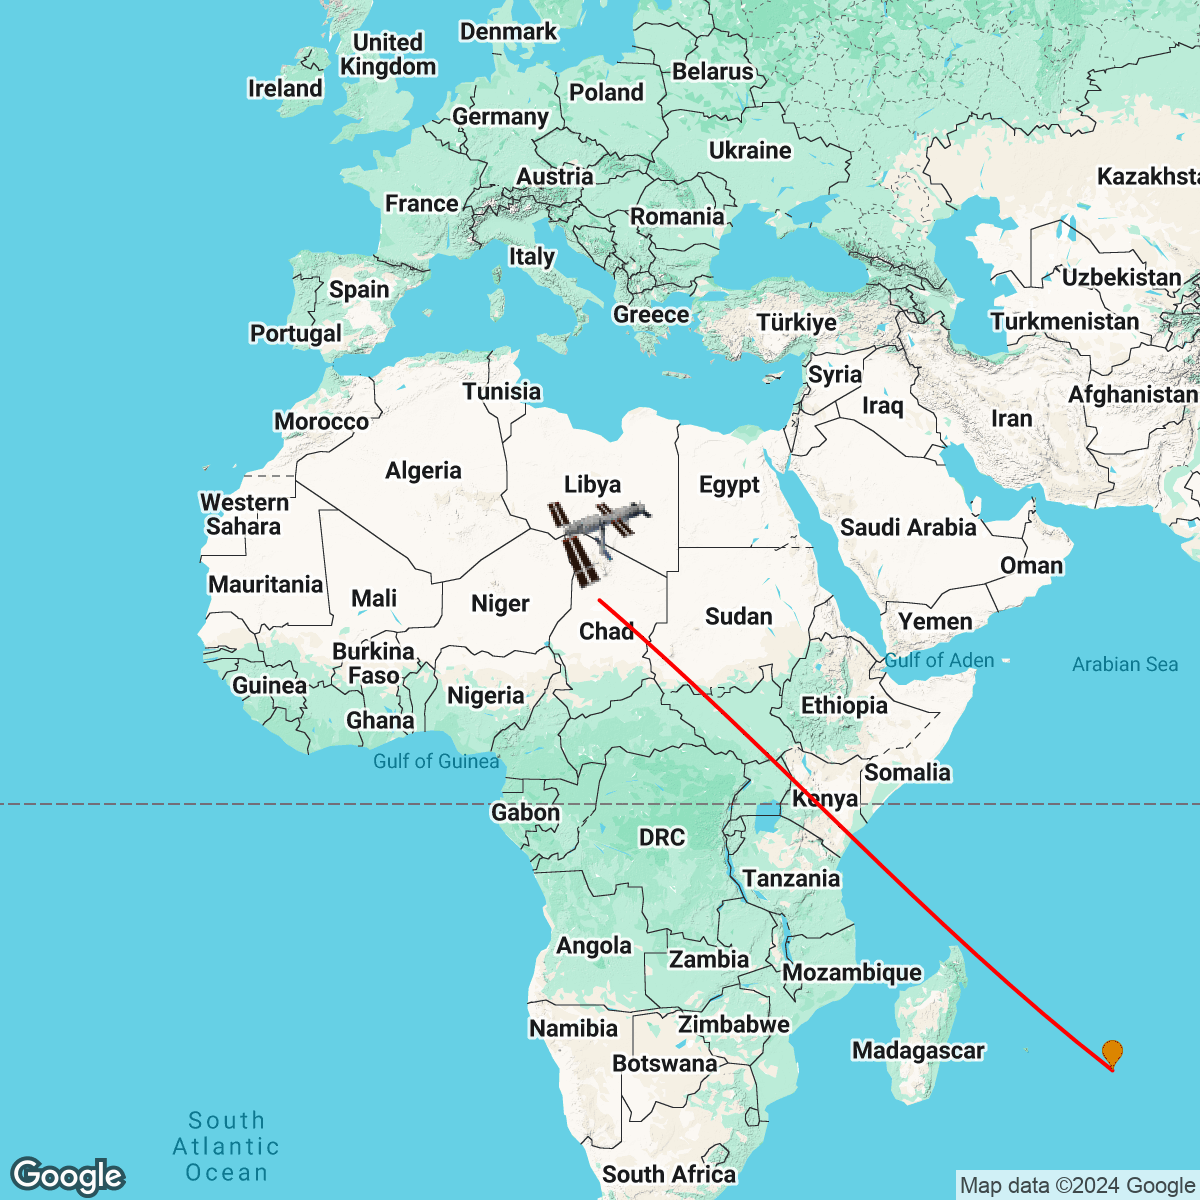 Denmark
United
Kingdom
Ireland
Belarus
Poland
Germany
Ukraine
Austria
Kazakhsta
France
Romania
Italy
Uzbekistan
Spain
Greece
Türkiye
Turkmenistan
Portugal
Syria
Tunisia
Afghanistan
Iraq
Iran
Morocco
Algeria
Libya
Egypt
Western
Sahara
Saudi Arabia
Oman
Mauritania
Mali
Niger
Sudan
Yemen
Chad
Burkina
Faso
Gulf of Aden
Arabian Sea
Guinea
Nigeria
Ethiopia
Ghana
Gulf of Guinea
Somalia
Kenya
Gabon
DRC
Tanzania
Angola
Zambia
Mozambique
Namibia
Zimbabwe
Madagascar
Botswana
South
Atlantic
Ocean
South Africa
Google
Map data ©2024 Google